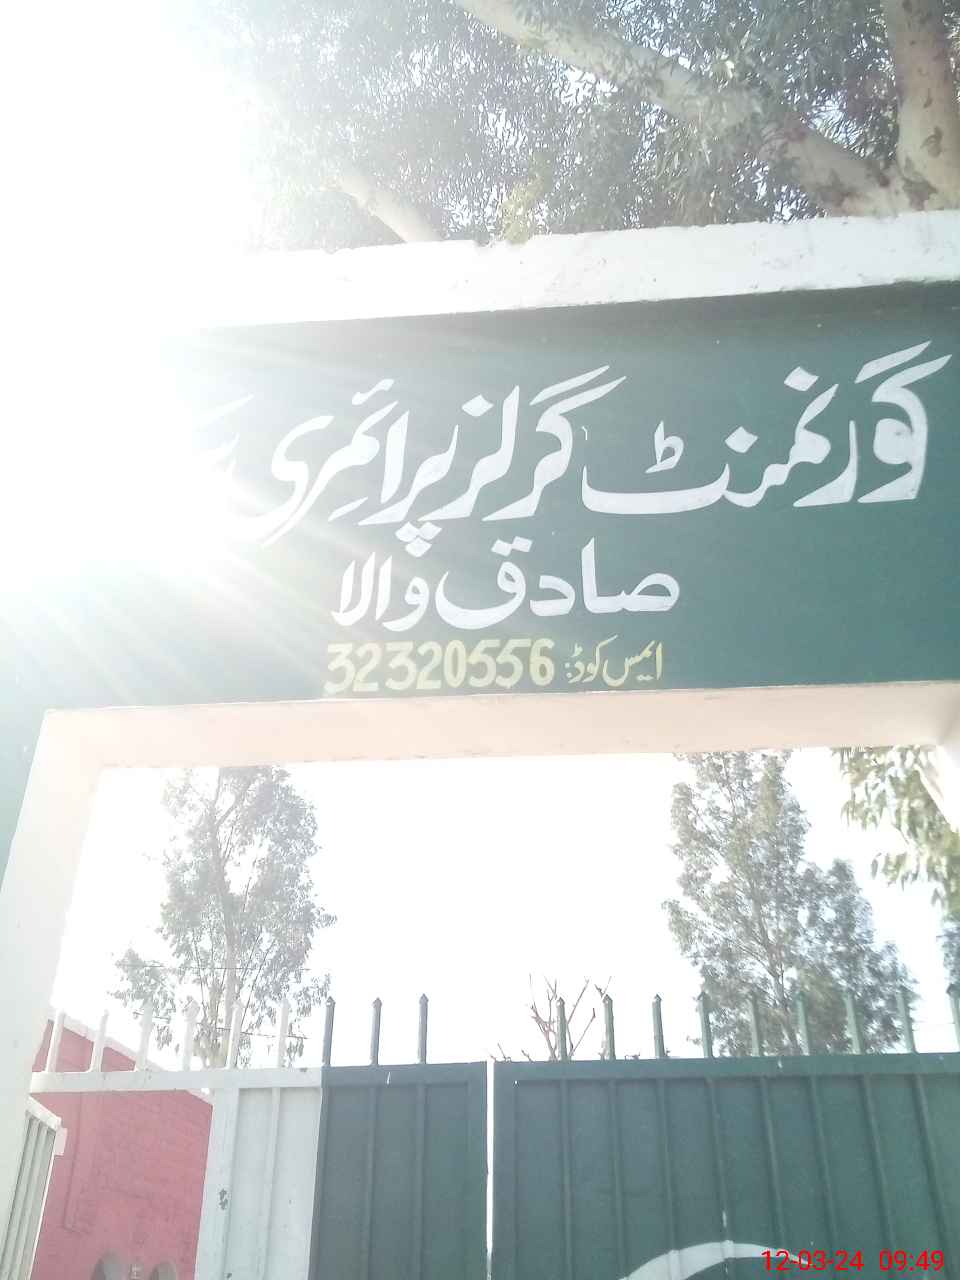 گورنمنٹ گرلز پرائمری
صادق والا
ایمس کوڈ: 32320556
12-03-24 09:49